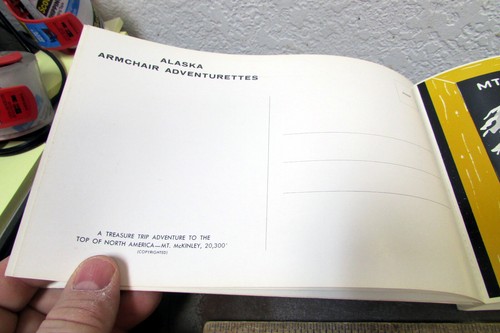 ALASKA
ARMCHAIR ADVENTURETTES
A TREASURE TRIP ADVENTURE TO THE
TOP OF NORTH AMERICA—MT. McKINLEY, 20,300'
(COPYRIGHTED)
MT